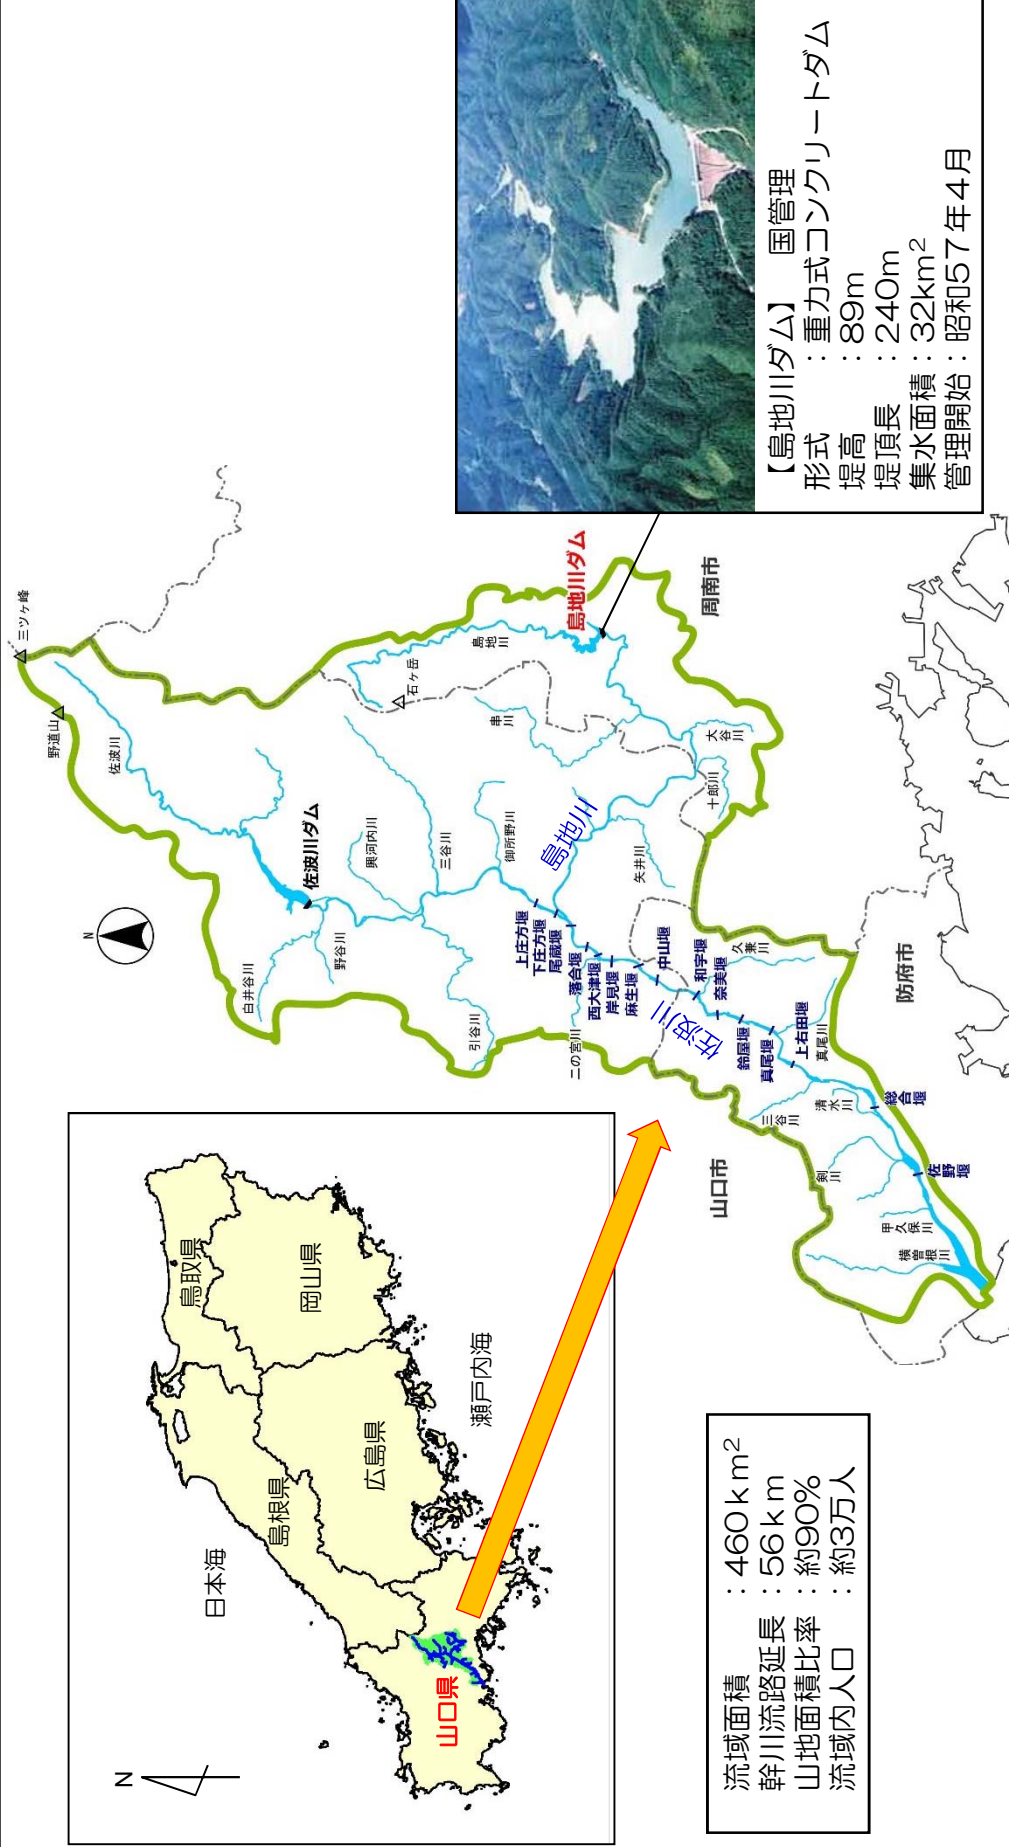 N
日本海
鳥取県
島根県
岡山県
広島県
山口県
瀬戸内海
流域面積　：460ｋｍ²
幹川流路延長：56ｋｍ
山地面積比率：約90％
流域内人口　：約3万人
N
三ツヶ峰
野道山
佐波川
佐波川ダム
白井谷川
野谷川
興河内川
三谷川
引谷川
御所野川
石ヶ岳
島地川
串川
島地川ダム
島地川
上庄方堰
下庄方堰
尾蔵堰
落合堰
西大津堰
岸見堰
麻生堰
中山堰
二の宮川
佐波川
矢井川
十郎川
大谷川
周南市
和字堰
奈美堰
久兼川
鈴屋堰
真尾堰
上右田堰
真尾川
三谷川
清水川
総合堰
剣川
佐野堰
甲久保川
横曽根川
山口市
防府市
【島地川ダム】　国管理
形式　　：重力式コンクリートダム
堤高　　：89m
堤頂長　：240m
集水面積：32km²
管理開始：昭和57年4月